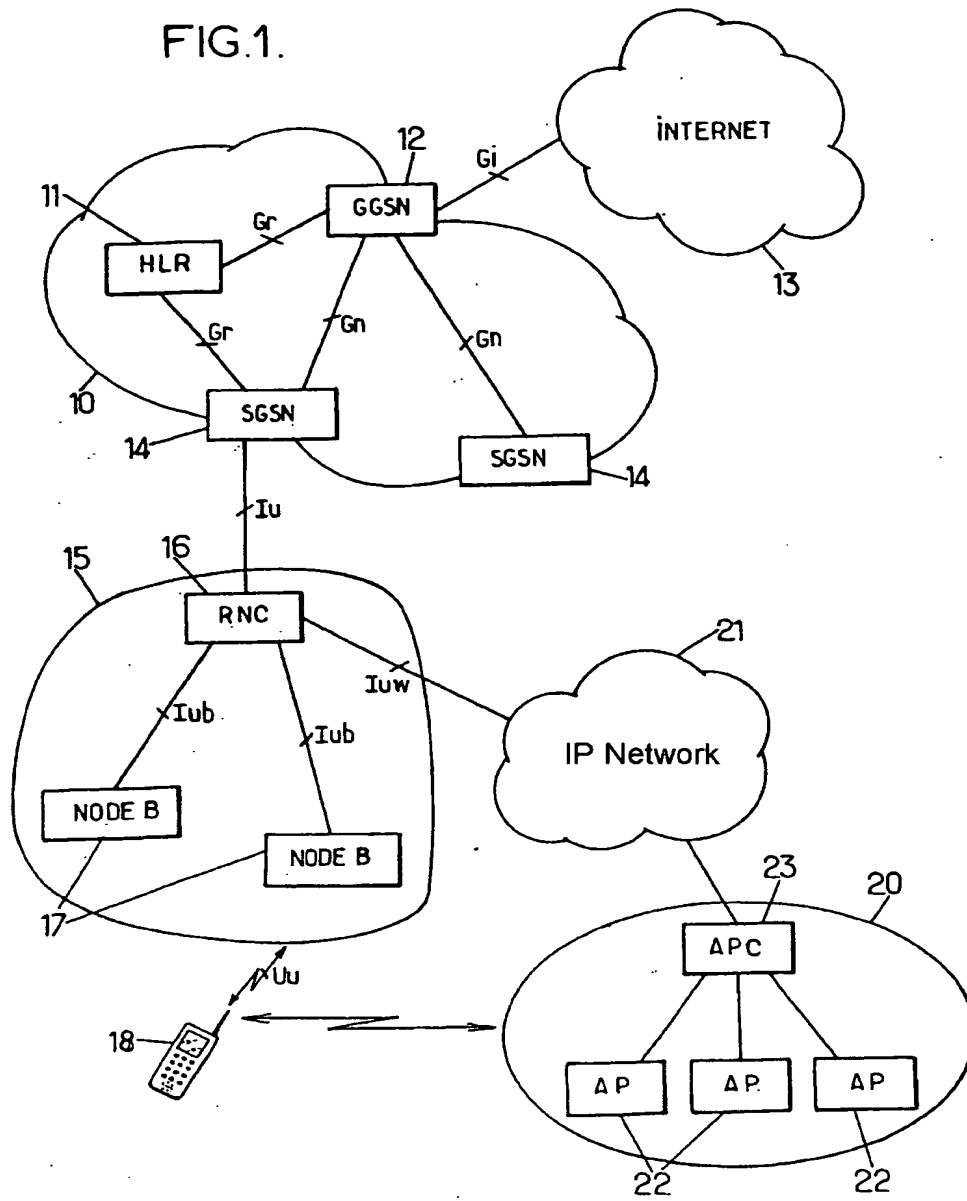 FIG.1.
INTERNET
12
Gi
11
GGSN
Gr
HLR
13
Gr
Gn
Gn
10
SGSN
14
SGSN
14
Iu
15
16
RNC
21
Iuw
Iub
Iub
IP Network
NODE B
NODE B
23
20
17
APC
Uu
18
AP
AP
AP
22
22